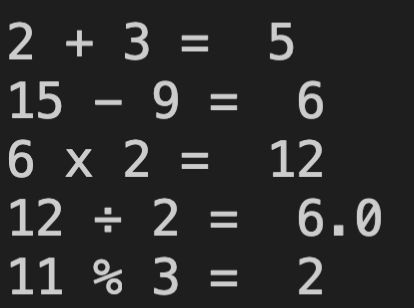 2 + 3 =  5
15 − 9 =  6
6 x 2 =  12
12 ÷ 2 =  6.0
11 % 3 =  2